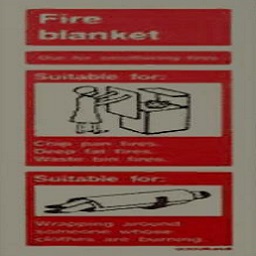 Fire
blanket
Use for smothering fires
Suitable for:
Chip pan fires.
Deep fat fires.
Waste bin fires.
Suitable for:
Wrapping around
someone whose
clothes are burning